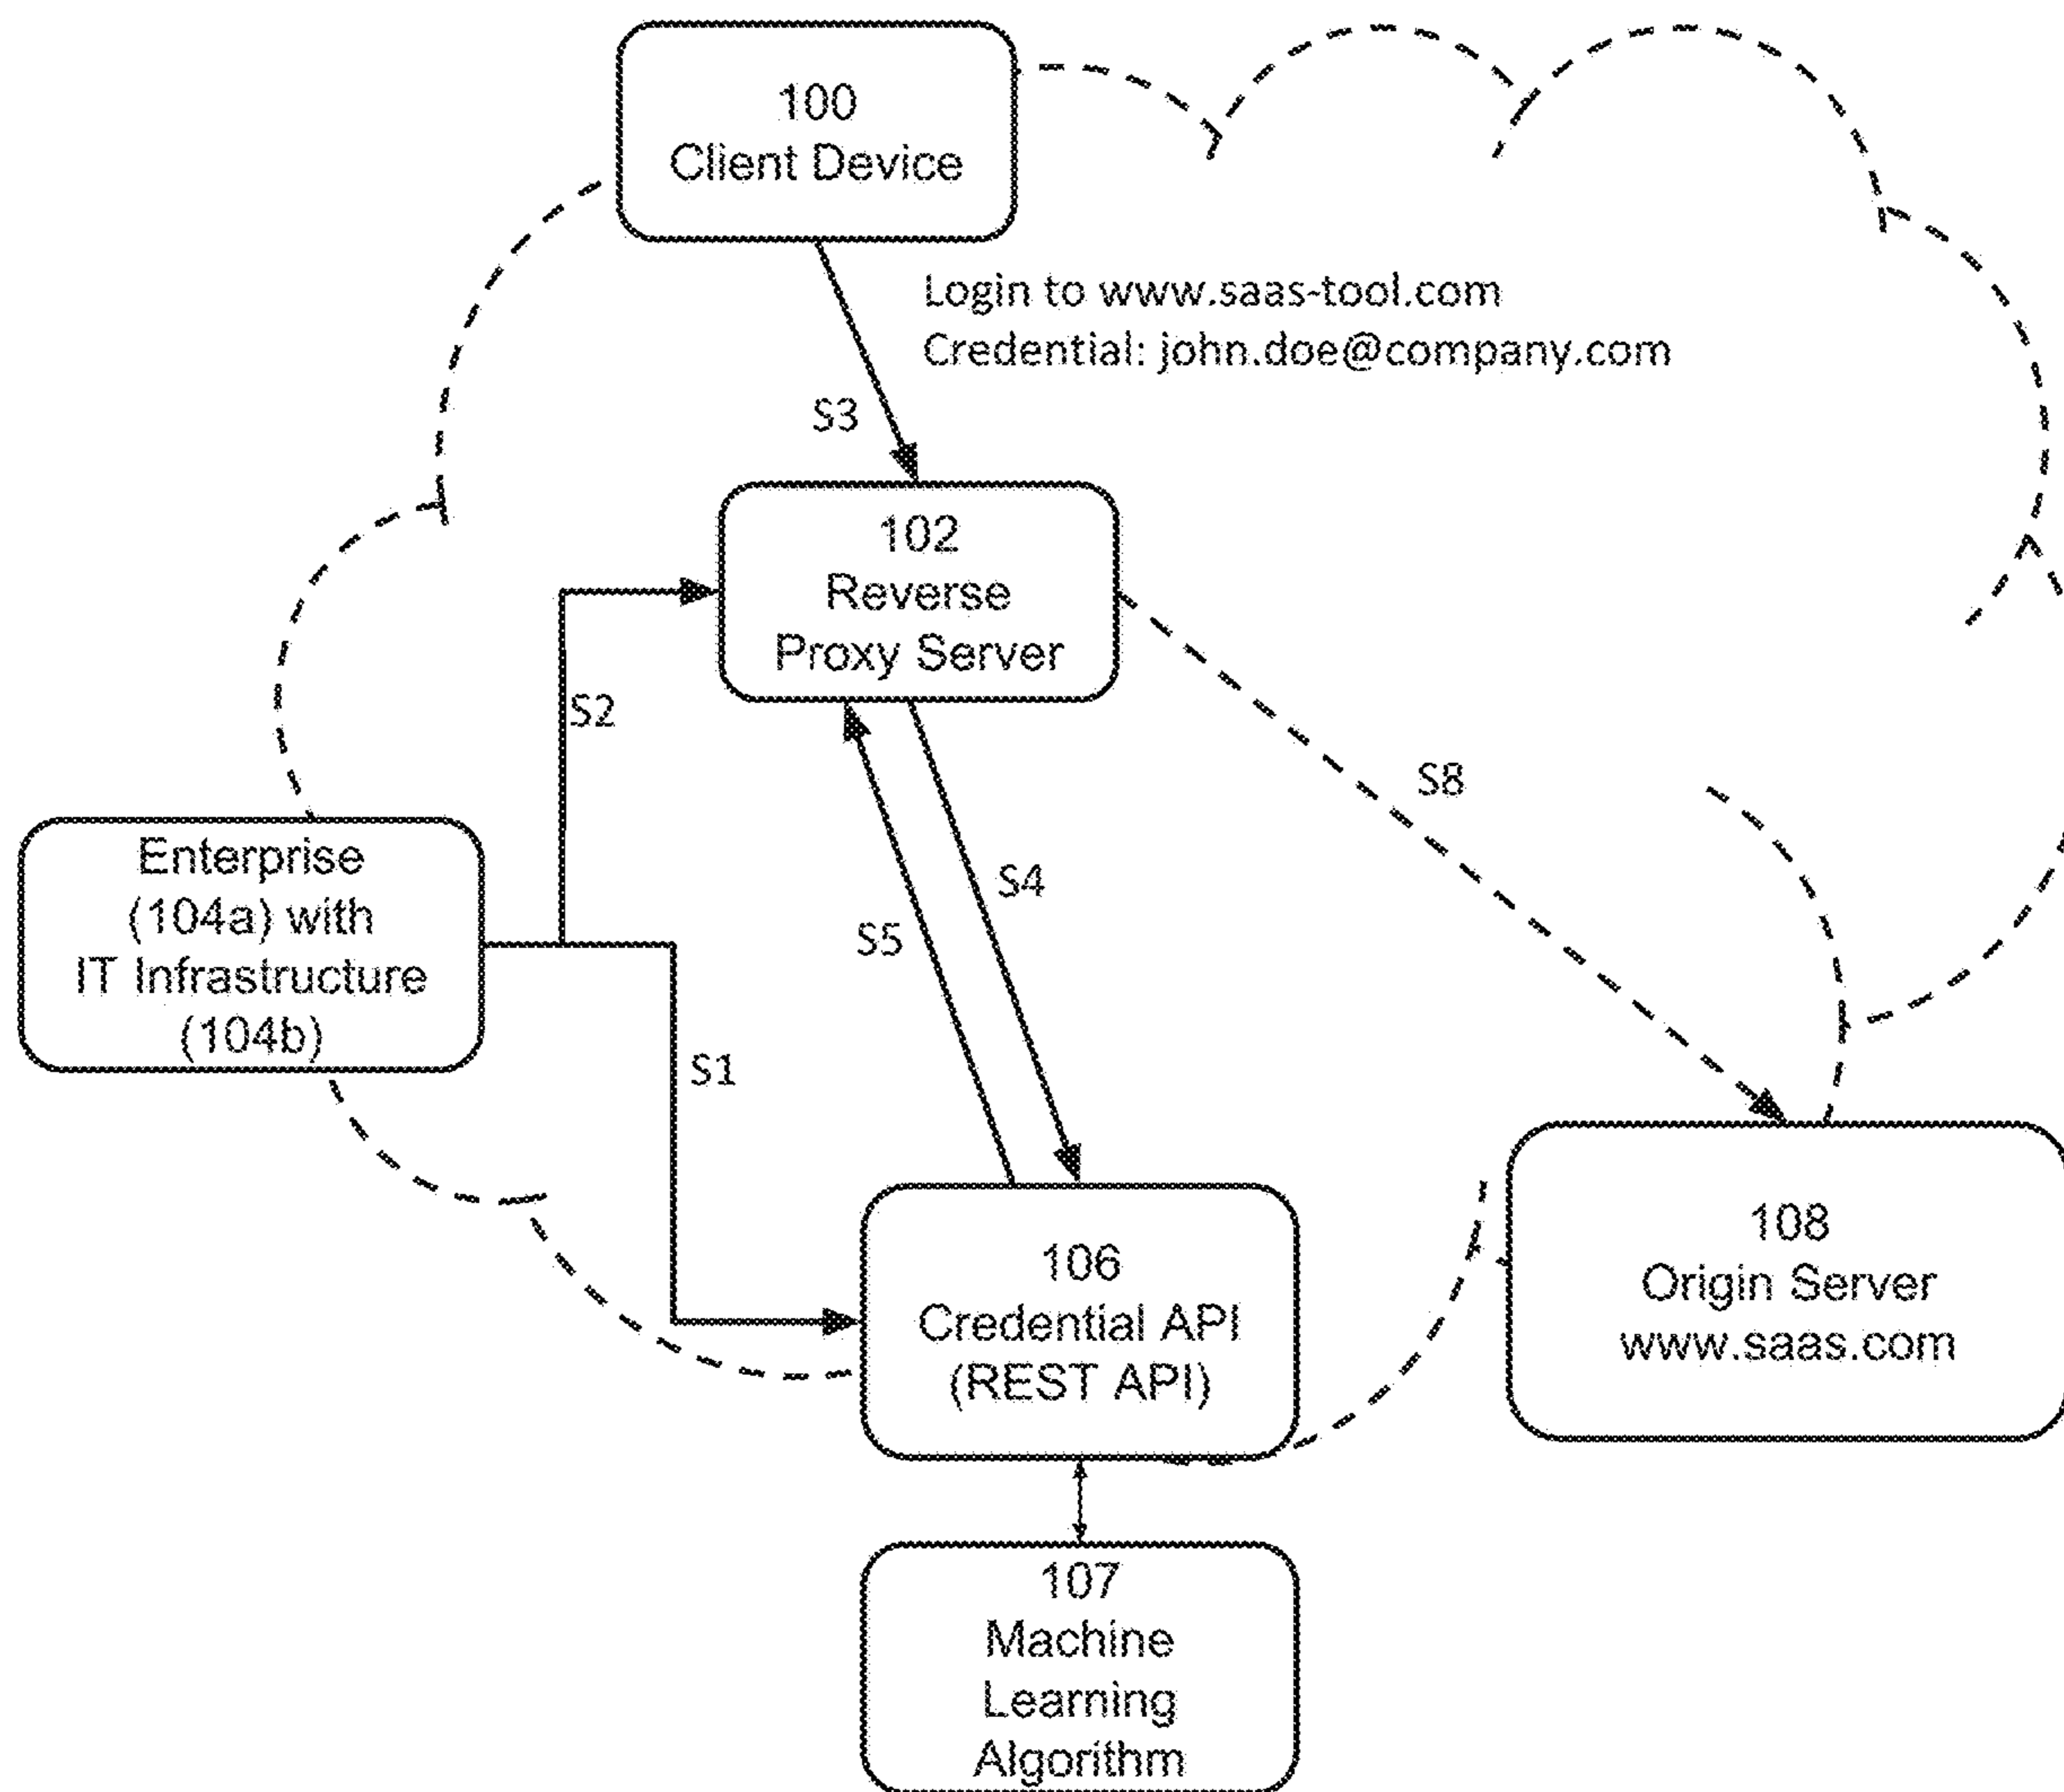 100
Client Device
Login to www.saas-tool.com
Credential: john.doe@company.com
S3
102
Reverse
Proxy Server
S2
S8
Enterprise
(104a) with
IT Infrastructure
(104b)
S4
S5
S1
106
Credential API
(REST API)
108
Origin Server
www.saas.com
107
Machine
Learning
Algorithm